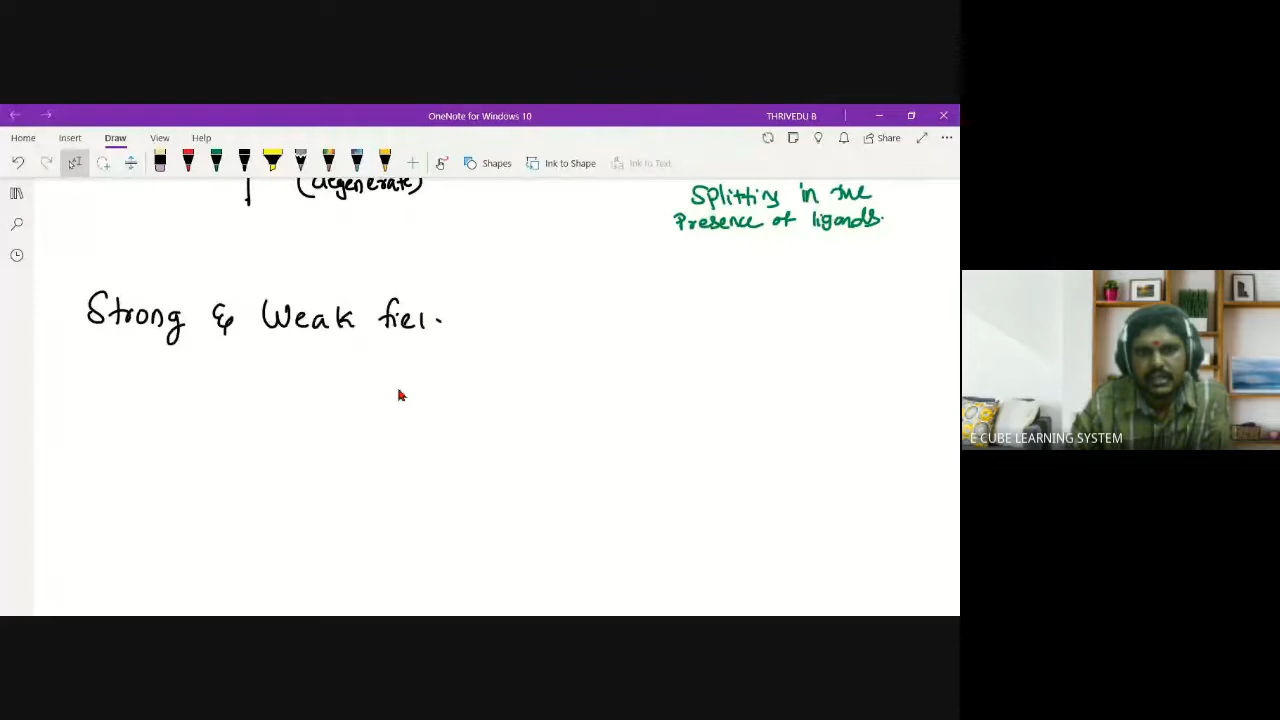 OneNote for Windows 10
THRIVEDU B
Home Insert Draw View Help
Share
Shapes Ink to Shape Ink to Text
(degenerate)
Splitting in the
Presence of ligands.
Strong & Weak fiel.
E CUBE LEARNING SYSTEM